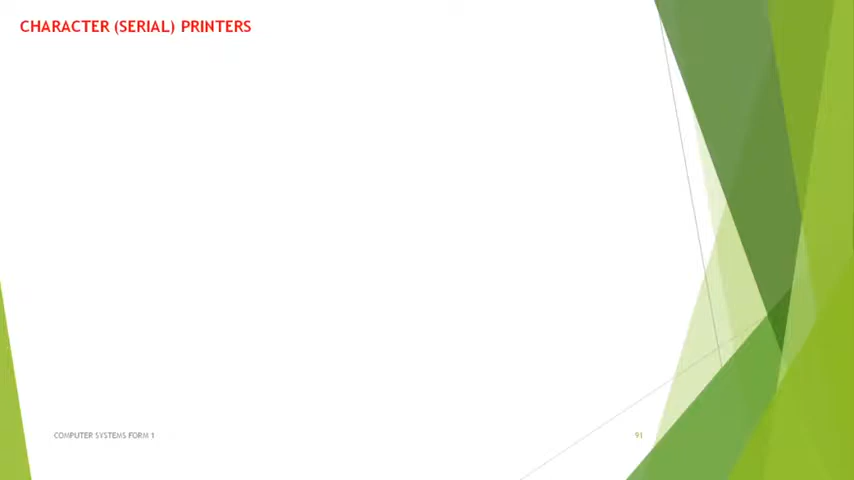 CHARACTER (SERIAL) PRINTERS
COMPUTER SYSTEMS FORM 1
91